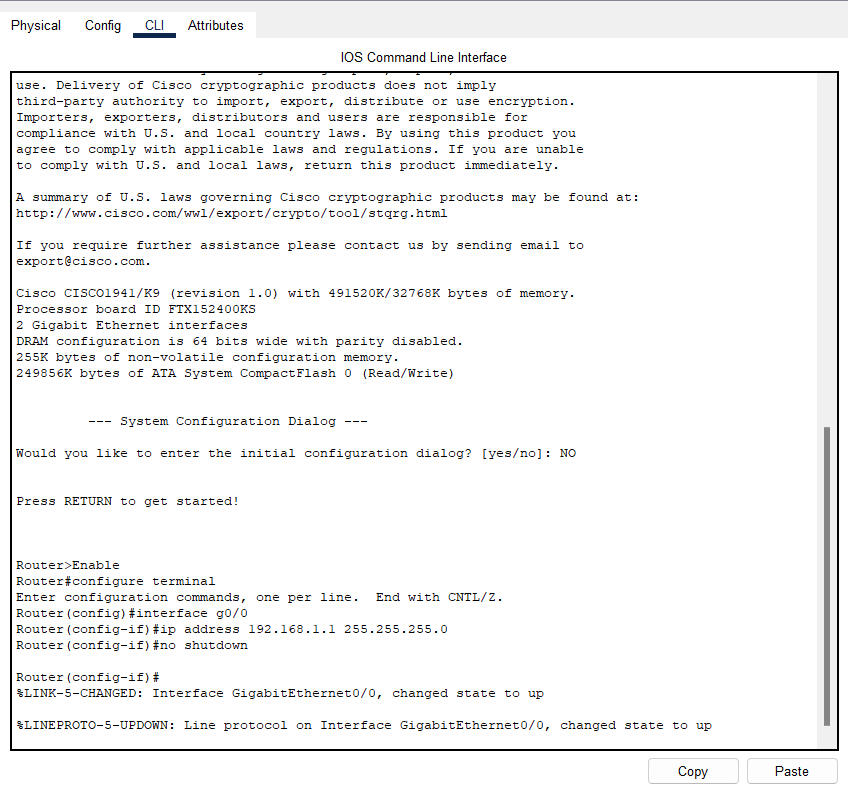 Physical Config CLI Attributes
IOS Command Line Interface
use. Delivery of Cisco cryptographic products does not imply
third-party authority to import, export, distribute or use encryption.
Importers, exporters, distributors and users are responsible for
compliance with U.S. and local country laws. By using this product you
agree to comply with applicable laws and regulations. If you are unable
to comply with U.S. and local laws, return this product immediately.
A summary of U.S. laws governing Cisco cryptographic products may be found at:
http://www.cisco.com/wwl/export/crypto/tool/stqrg.html
If you require further assistance please contact us by sending email to
export@cisco.com.
Cisco CISCO1941/K9 (revision 1.0) with 491520K/32768K bytes of memory.
Processor board ID FTX152400KS
2 Gigabit Ethernet interfaces
DRAM configuration is 64 bits wide with parity disabled.
255K bytes of non-volatile configuration memory.
249856K bytes of ATA System CompactFlash 0 (Read/Write)
--- System Configuration Dialog ---
Would you like to enter the initial configuration dialog? [yes/no]: NO
Press RETURN to get started!
Router>Enable
Router#configure terminal
Enter configuration commands, one per line.  End with CNTL/Z.
Router(config)#interface g0/0
Router(config-if)#ip address 192.168.1.1 255.255.255.0
Router(config-if)#no shutdown
Router(config-if)#
%LINK-5-CHANGED: Interface GigabitEthernet0/0, changed state to up
%LINEPROTO-5-UPDOWN: Line protocol on Interface GigabitEthernet0/0, changed state to up
Copy Paste